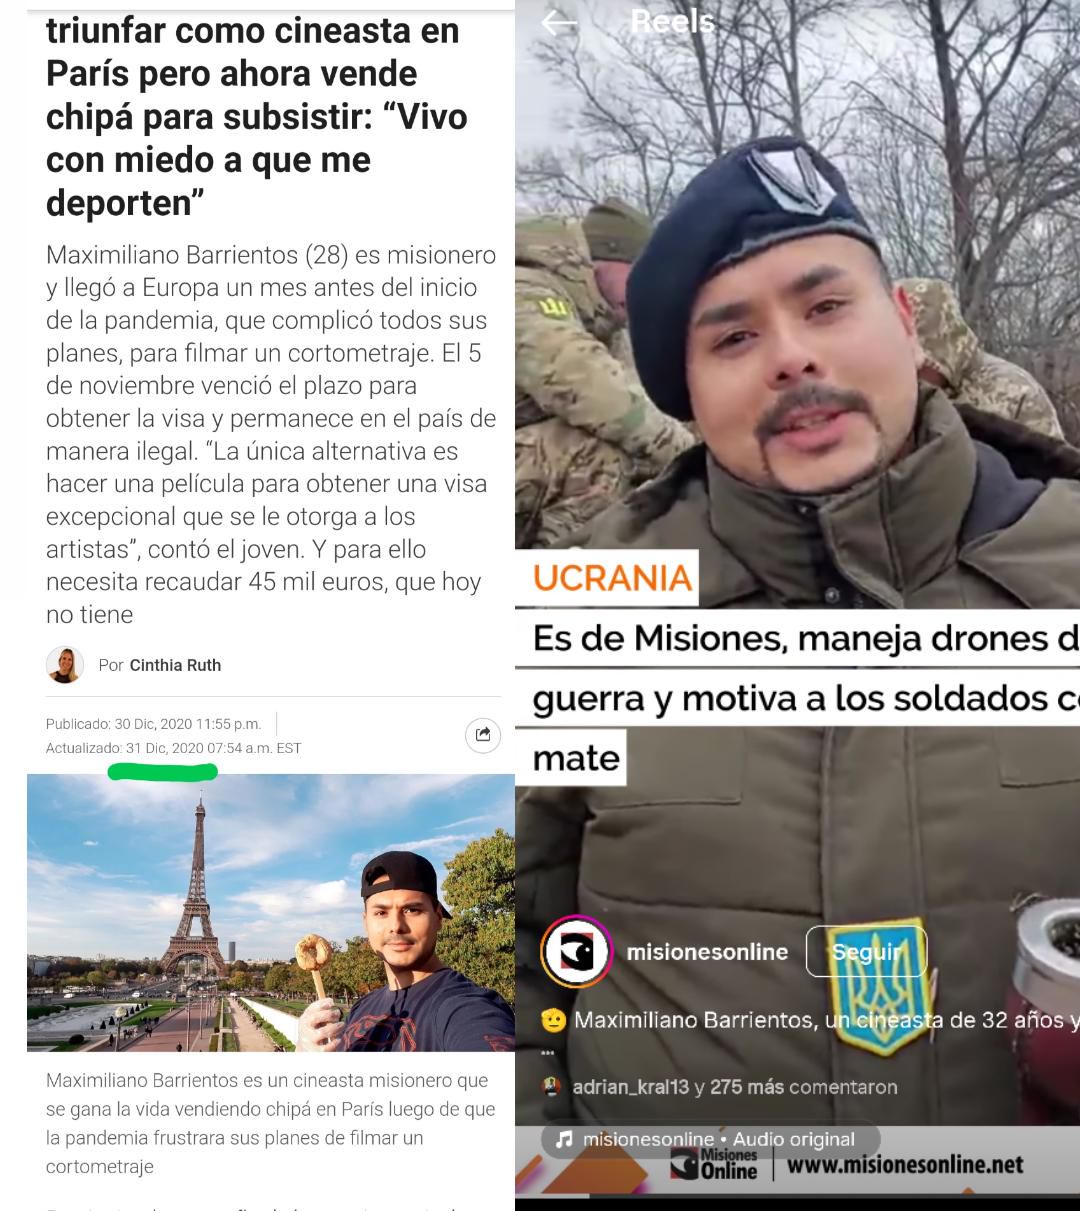 triunfar como cineasta en
París pero ahora vende
chipá para subsistir: “Vivo
con miedo a que me
deporten”
Maximiliano Barrientos (28) es misionero
y llegó a Europa un mes antes del inicio
de la pandemia, que complicó todos sus
planes, para filmar un cortometraje. El 5
de noviembre venció el plazo para
obtener la visa y permanece en el país de
manera ilegal. “La única alternativa es
hacer una película para obtener una visa
excepcional que se le otorga a los
artistas”, contó el joven. Y para ello
necesita recaudar 45 mil euros, que hoy
no tiene
Por Cinthia Ruth
Publicado: 30 Dic, 2020 11:55 p.m.
Actualizado: 31 Dic, 2020 07:54 a.m. EST
Maximiliano Barrientos es un cineasta misionero que
se gana la vida vendiendo chipá en París luego de que
la pandemia frustrara sus planes de filmar un
cortometraje
Reels
UCRANIA
Es de Misiones, maneja drones d
guerra y motiva a los soldados c
mate
misionesonline
Seguir
Maximiliano Barrientos, un cineasta de 32 años y
...
adrian_kral13 y 275 más comentaron
misionesonline • Audio original
Misiones
Online
www.misionesonline.net